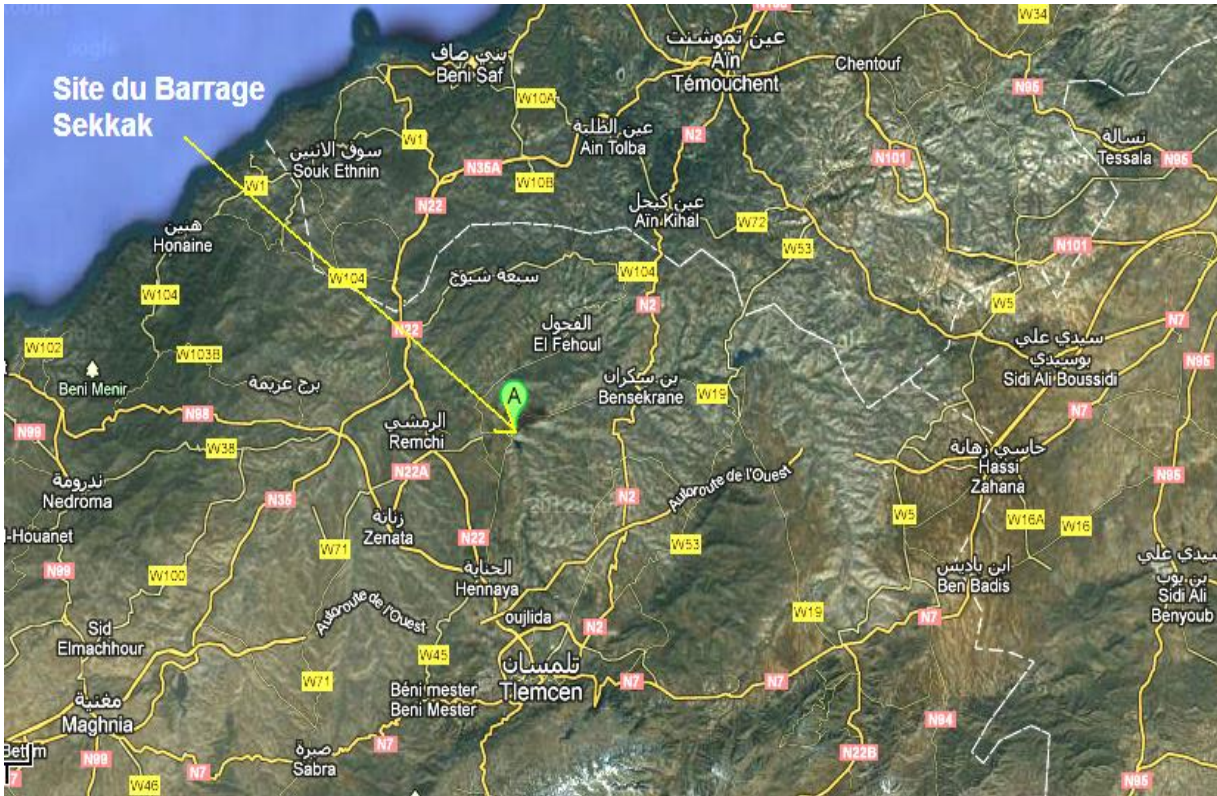 Site du Barrage
Sekkak
بني صاف
Beni Saf
عين تموشنت
Aïn
Témouchent
Chentouf
W34
N95
W10A
W1
عين الطلبة
Ain Tolba
N2
N101
تسالة
Tessala
N95
سوق الاثنين
Souk Ethnin
N35A
W10B
W1
N22
عين كيحل
Aïn Kihal
W72
W53
N101
هنين
Honaine
W104
W104
سبعة شيوخ
W104
N2
W5
N7
N22
الفحول
El Fehoul
سيدي علي
بوسيدي
Sidi Ali Boussidi
N95
W102
W103B
Beni Menir
برج عريمة
بن سكران
Bensekrane
W19
N7
A
N98
الرمشي
Remchi
N99
W38
حاسي زهانة
Hassi
Zahana
N22A
Autoroute de l'Ouest
N95
ندرومة
Nedroma
N35
N2
زناتة
Zenata
W5
W16A
W16
l-Houanet
N22
W71
W53
الحناية
Hennaya
ابن باديس
Ben Badis
سيدي علي
بن يوب
Sidi Ali
Benyoub
N99
W100
Autoroute de l'Ouest
oujlida
W19
N7
Sid
Elmachhour
N2
W45
تلمسان
Tlemcen
W71
N7
N7
Béni mester
Beni Mester
مغنية
Maghnia
N94
صبرة
Sabra
N7
N22B
N99
N7
W46
N95